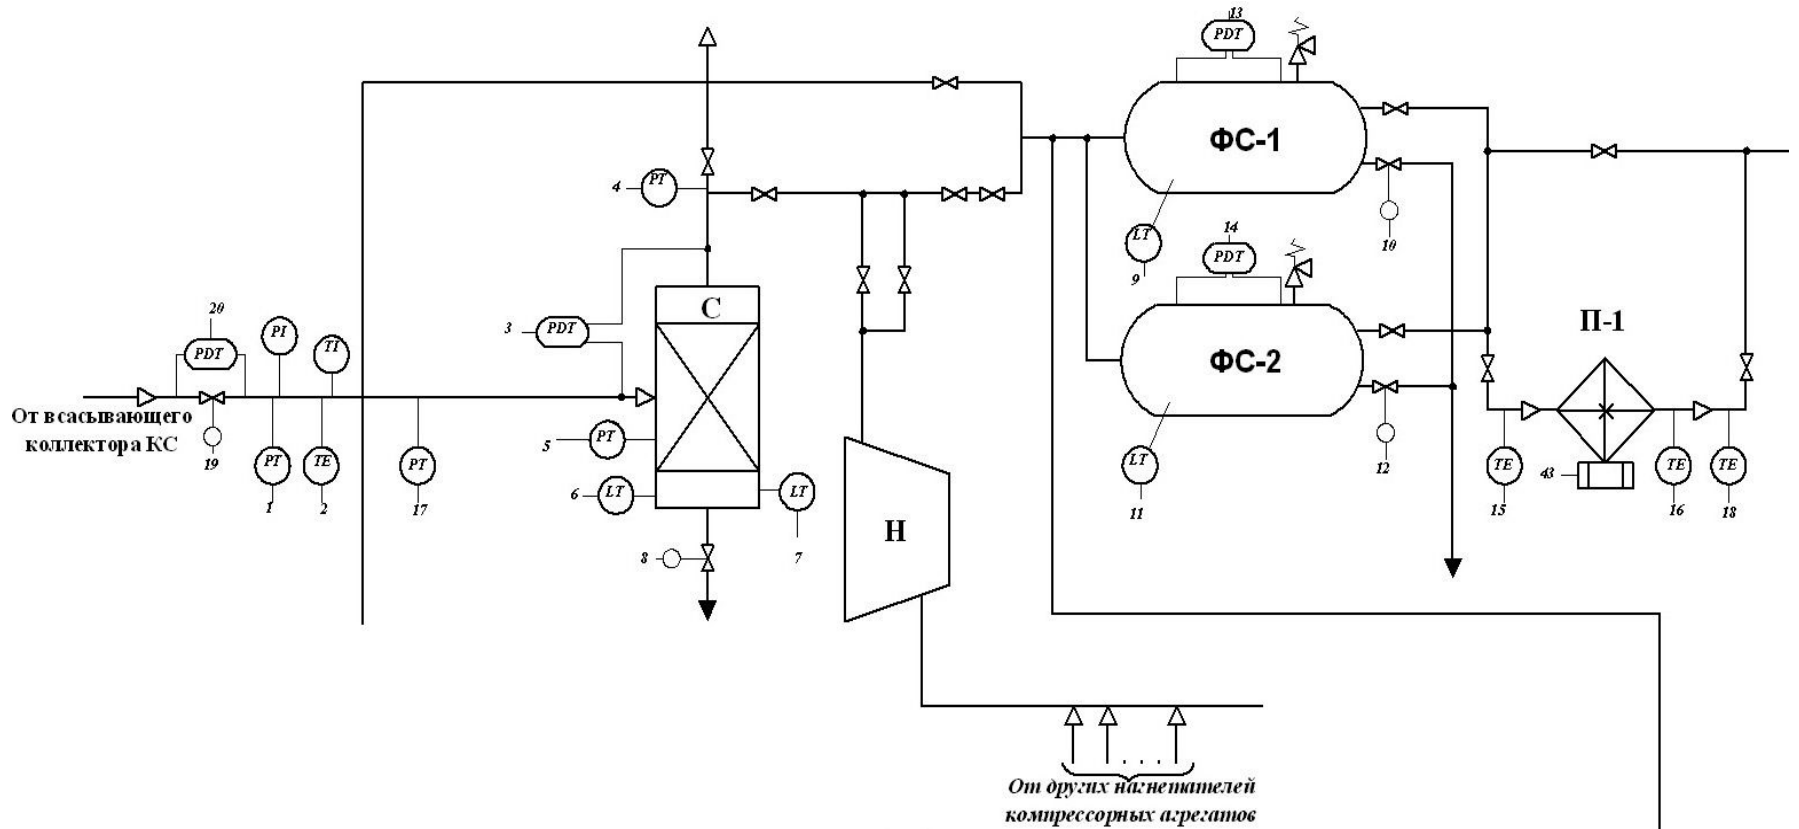 13
PDT
ФС-1
PT
4
LT
10
9
14
PDT
С
20
PDT
PI
TI
3
PDT
ФС-2
П-1
От всасывающего
коллектора КС
19
PT
1
TE
2
PT
17
5
PT
6
LT
LT
7
8
Н
LT
11
12
TE
15
43
TE
16
TE
18
От других нагнетателей
компрессорных агрегатов